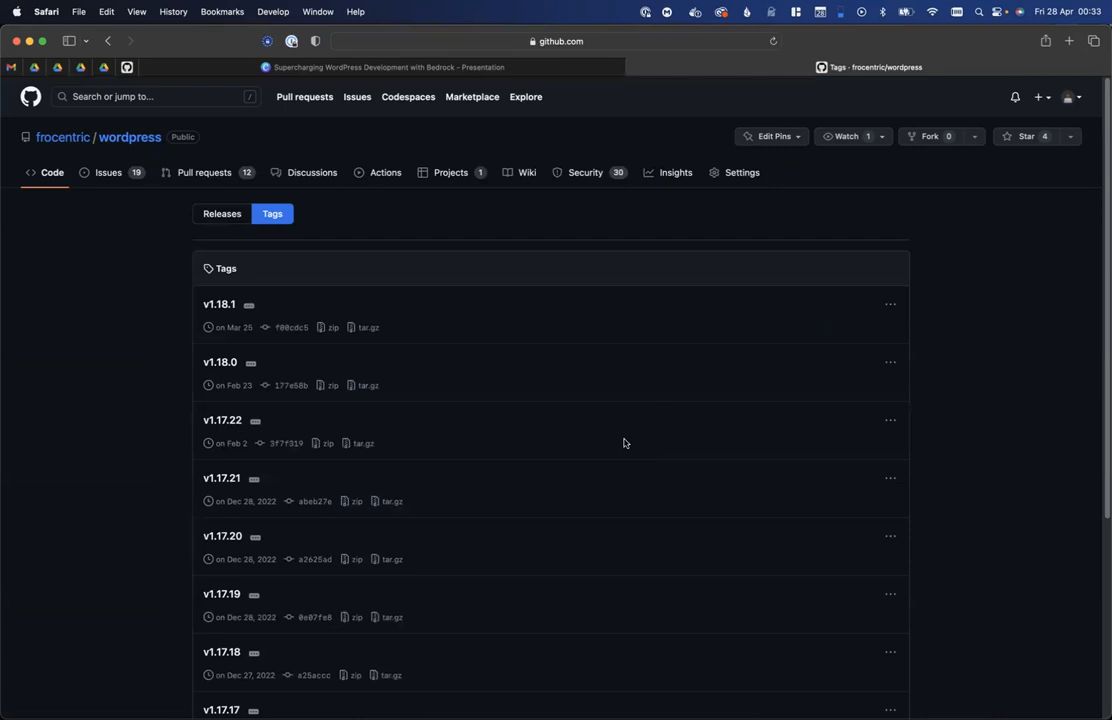 Safari File Edit View History Bookmarks Develop Window Help Fri 28 Apr 00:33
github.com
Supercharging WordPress Development with Bedrock - Presentation
Tags · frocentric/wordpress
Search or jump to... /
Pull requests Issues Codespaces Marketplace Explore
frocentric / wordpress Public
Edit Pins Watch 1 Fork 0 Star 4
Code Issues 19 Pull requests 12 Discussions Actions Projects 1 Wiki Security 30 Insights Settings
Releases Tags
Tags
v1.18.1
on Mar 25 f00cdc5 zip tar.gz
v1.18.0
on Feb 23 177e58b zip tar.gz
v1.17.22
on Feb 2 3f7f319 zip tar.gz
v1.17.21
on Dec 28, 2022 abeb27e zip tar.gz
v1.17.20
on Dec 28, 2022 a2625ad zip tar.gz
v1.17.19
on Dec 28, 2022 0e07fe8 zip tar.gz
v1.17.18
on Dec 27, 2022 a25accc zip tar.gz
v1.17.17